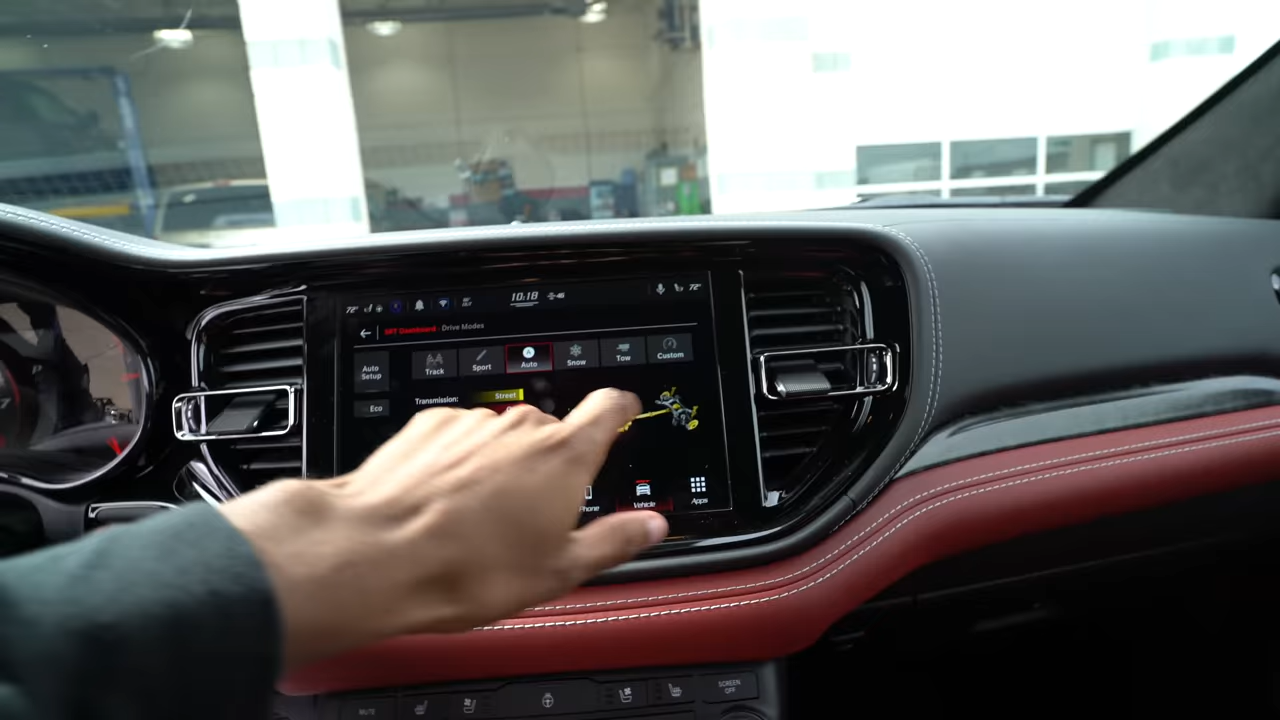 72°
10:18
72°
SRT Dashboard Drive Modes
Auto Setup
Track
Sport
Auto
Snow
Tow
Custom
Eco
Transmission:
Street
Phone
Vehicle
Apps
MUTE
SCREEN OFF